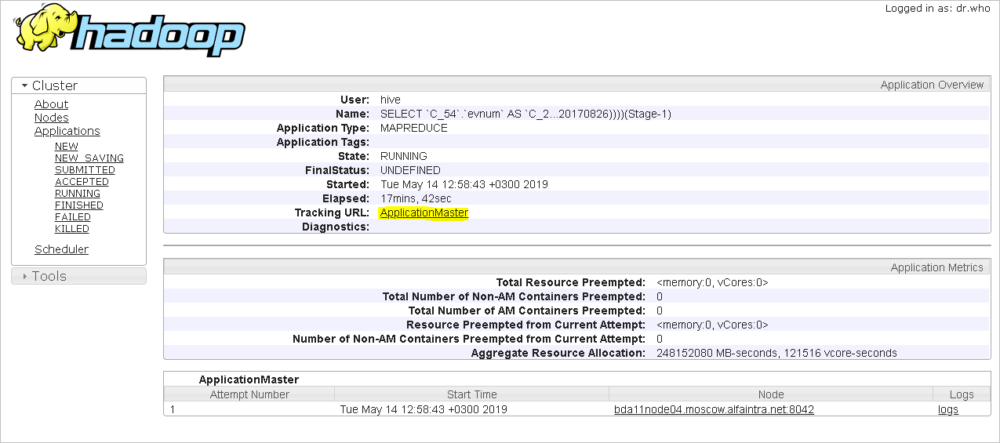 Logged in as: dr.who
hadoop
Cluster
About
Nodes
Applications
NEW
NEW_SAVING
SUBMITTED
ACCEPTED
RUNNING
FINISHED
FAILED
KILLED
Scheduler
Tools
Application Overview
User: hive
Name: SELECT `C_54`.`evnum` AS `C_2...20170826))))(Stage-1)
Application Type: MAPREDUCE
Application Tags:
State: RUNNING
FinalStatus: UNDEFINED
Started: Tue May 14 12:58:43 +0300 2019
Elapsed: 17mins, 42sec
Tracking URL: ApplicationMaster
Diagnostics:
Application Metrics
Total Resource Preempted: <memory:0, vCores:0>
Total Number of Non-AM Containers Preempted: 0
Total Number of AM Containers Preempted: 0
Resource Preempted from Current Attempt: <memory:0, vCores:0>
Number of Non-AM Containers Preempted from Current Attempt: 0
Aggregate Resource Allocation: 248152080 MB-seconds, 121516 vcore-seconds
ApplicationMaster
Attempt Number Start Time Node Logs
1 Tue May 14 12:58:43 +0300 2019 bda11node04.moscow.alfaintra.net:8042 logs